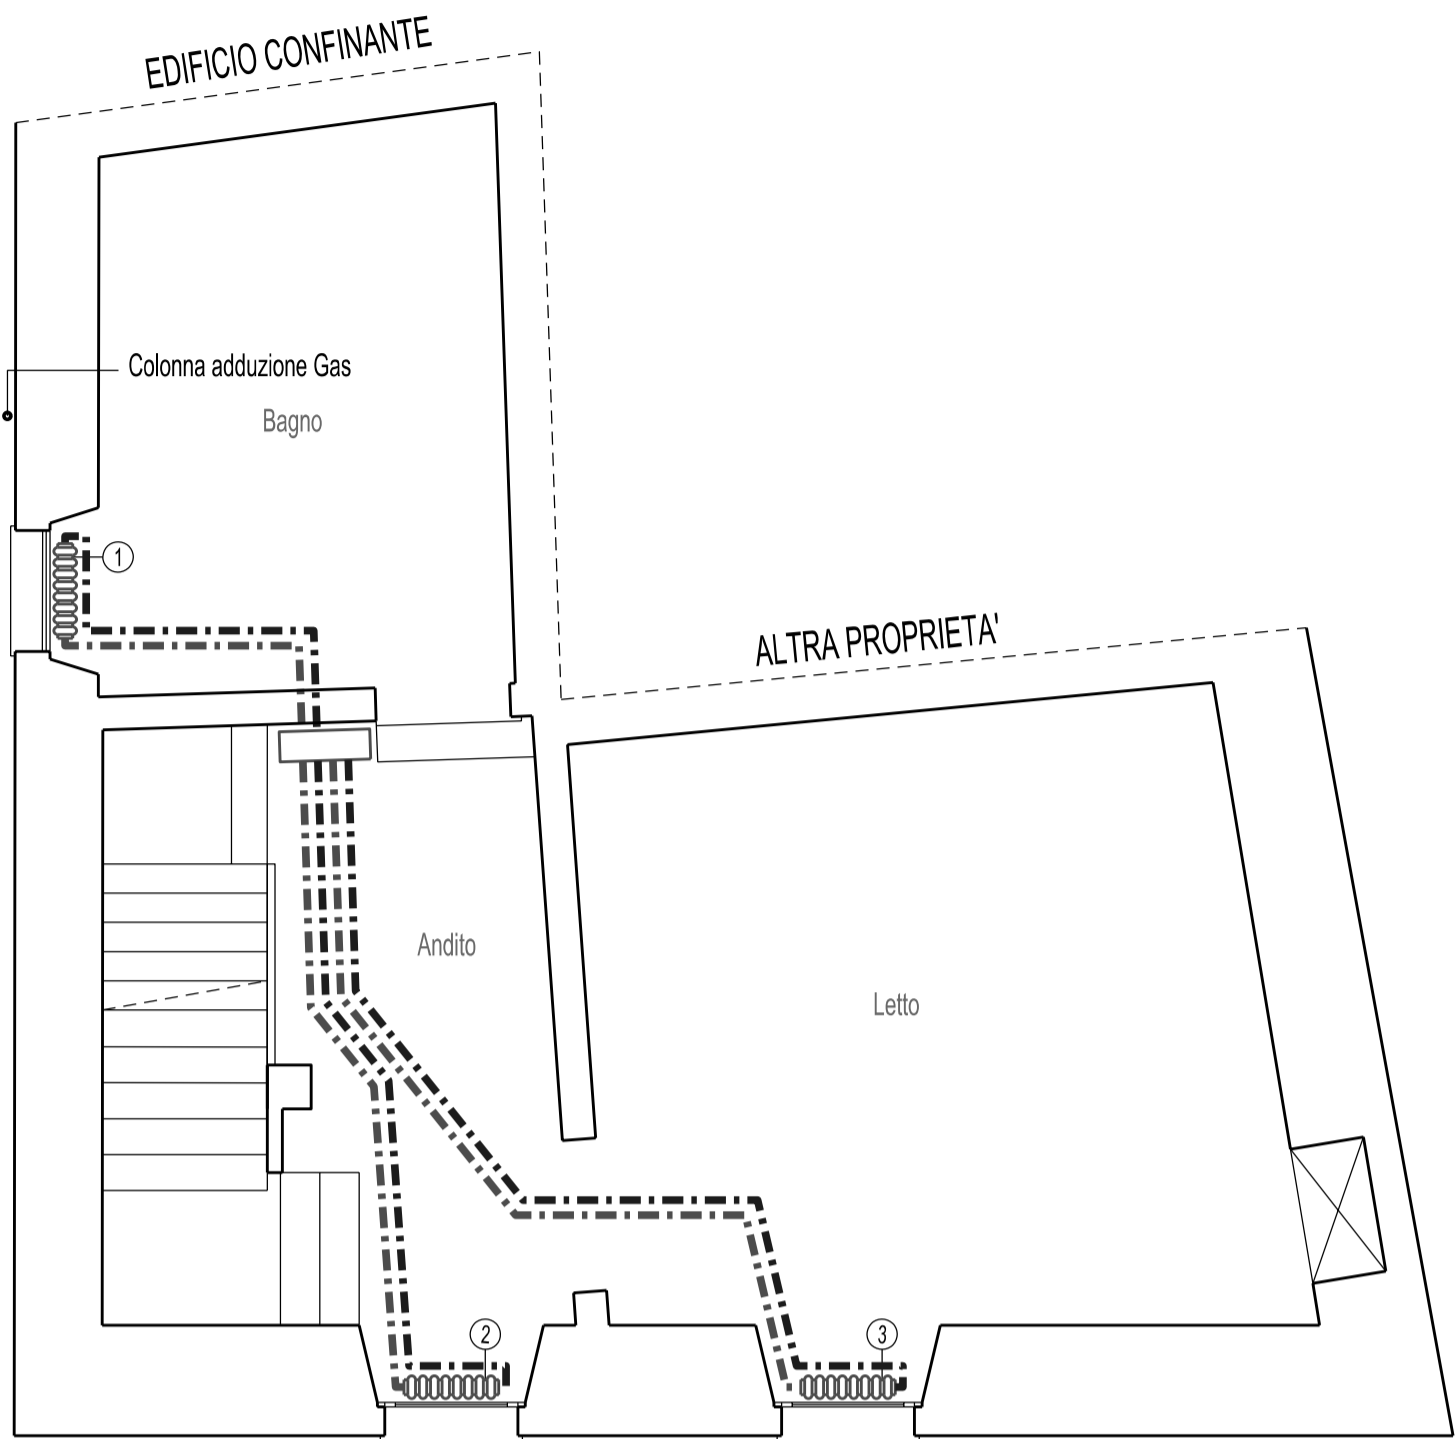 EDIFICIO CONFINANTE
Colonna adduzione Gas
Bagno
1
ALTRA PROPRIETA'
Andito
Letto
2
3